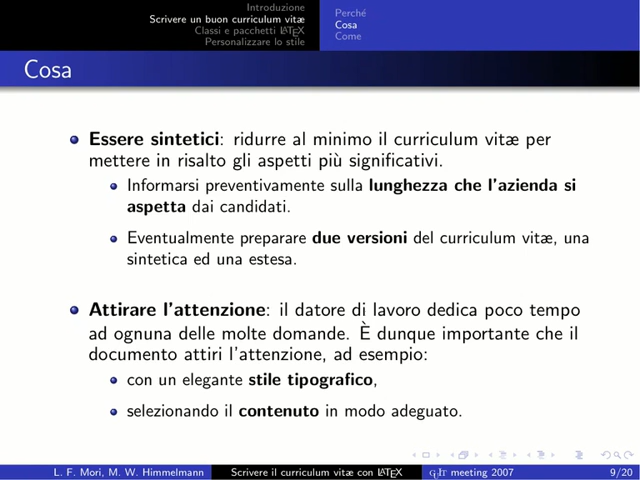 Introduzione
Scrivere un buon curriculum vitæ
Classi e pacchetti LATEX
Personalizzare lo stile
Perché
Cosa
Come
Cosa
Essere sintetici: ridurre al minimo il curriculum vitæ per
mettere in risalto gli aspetti più significativi.
Informarsi preventivamente sulla lunghezza che l'azienda si
aspetta dai candidati.
Eventualmente preparare due versioni del curriculum vitæ, una
sintetica ed una estesa.
Attirare l'attenzione: il datore di lavoro dedica poco tempo
ad ognuna delle molte domande. È dunque importante che il
documento attiri l'attenzione, ad esempio:
con un elegante stile tipografico,
selezionando il contenuto in modo adeguato.
L. F. Mori, M. W. Himmelmann
Scrivere il curriculum vitæ con LATEX
GuIT meeting 2007
9/20